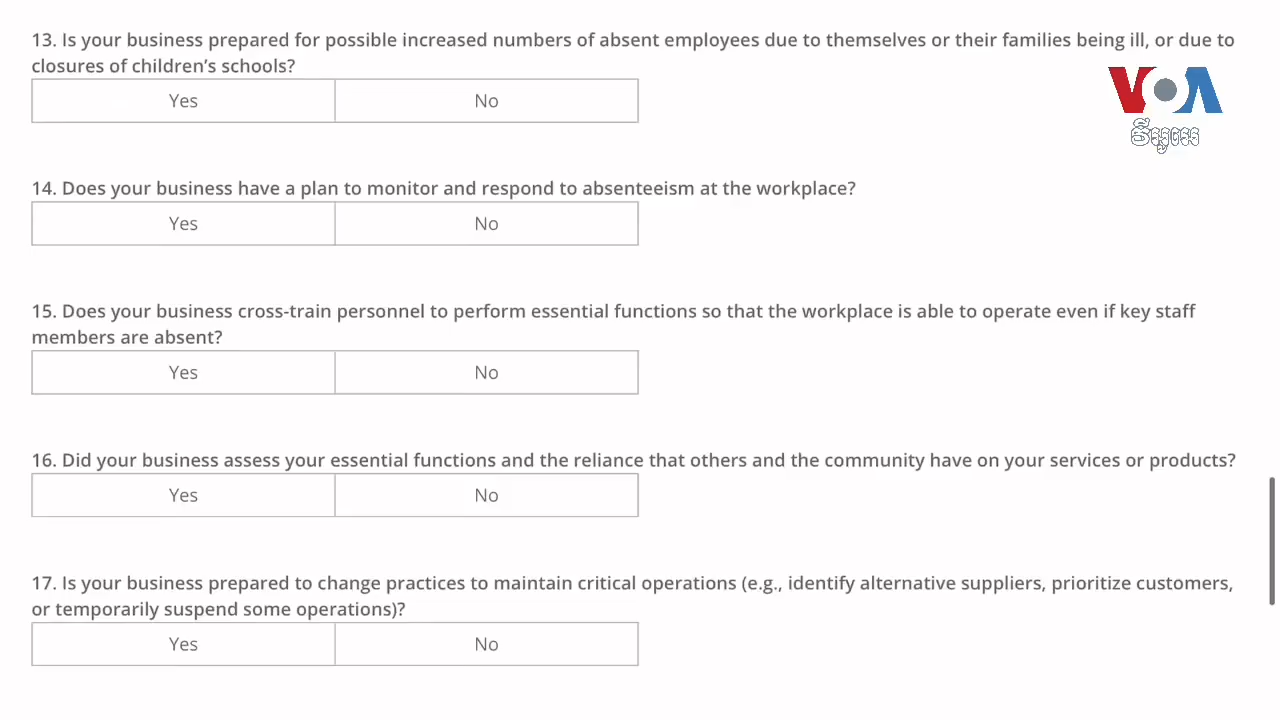 13. Is your business prepared for possible increased numbers of absent employees due to themselves or their families being ill, or due to
closures of children’s schools?
Yes No
VOA
ខ្មែរ
14. Does your business have a plan to monitor and respond to absenteeism at the workplace?
Yes No
15. Does your business cross-train personnel to perform essential functions so that the workplace is able to operate even if key staff
members are absent?
Yes No
16. Did your business assess your essential functions and the reliance that others and the community have on your services or products?
Yes No
17. Is your business prepared to change practices to maintain critical operations (e.g., identify alternative suppliers, prioritize customers,
or temporarily suspend some operations)?
Yes No